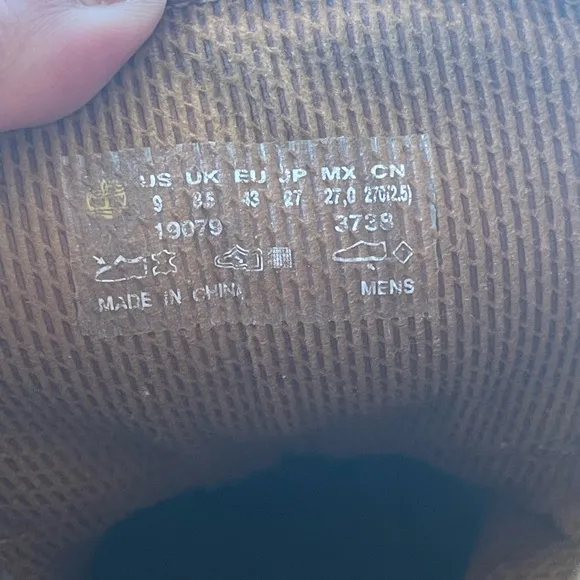 US UK EU JP MX CN
9 8.5 43 27 27,0 270(2.5)
19079 3738
MADE IN CHINA
MENS